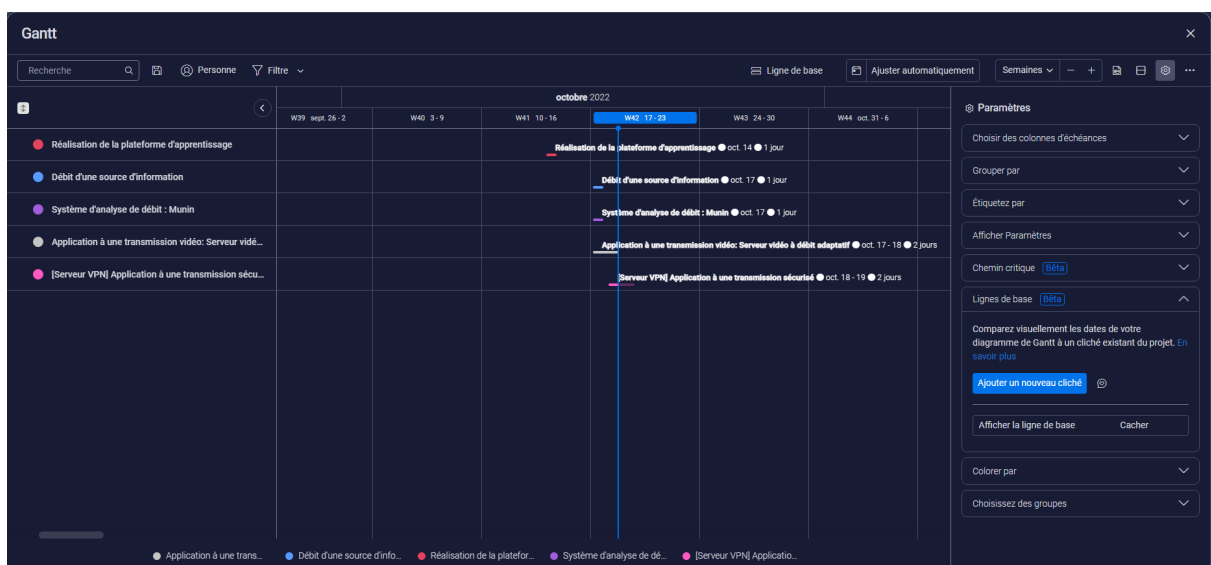 Gantt
Recherche
Personne
Filtre
Ligne de base
Ajuster automatiquement
Semaines
octobre 2022
W39 sept. 26 - 2
W40 3 - 9
W41 10 - 16
W42 17 - 23
W43 24 - 30
W44 oct. 31 - 6
Réalisation de la plateforme d'apprentissage
Réalisation de la plateforme d'apprentissage ● oct. 14 ● 1 jour
Débit d'une source d'information
Débit d'une source d'information ● oct. 17 ● 1 jour
Système d'analyse de débit : Munin
Système d'analyse de débit : Munin ● oct. 17 ● 1 jour
Application à une transmission vidéo: Serveur vidé...
Application à une transmission vidéo: Serveur vidéo à débit adaptatif ● oct. 17 - 18 ● 2 jours
[Serveur VPN] Application à une transmission sécu...
[Serveur VPN] Application à une transmission sécurisé ● oct. 18 - 19 ● 2 jours
Paramètres
Choisir des colonnes d'échéances
Grouper par
Étiquetez par
Afficher Paramètres
Chemin critique Bêta
Lignes de base Bêta
Comparez visuellement les dates de votre
diagramme de Gantt à un cliché existant du projet. En
savoir plus
Ajouter un nouveau cliché
Afficher la ligne de base Cacher
Colorer par
Choisissez des groupes
Application à une trans...
Débit d'une source d'info...
Réalisation de la platefor...
Système d'analyse de dé...
[Serveur VPN] Applicatio...